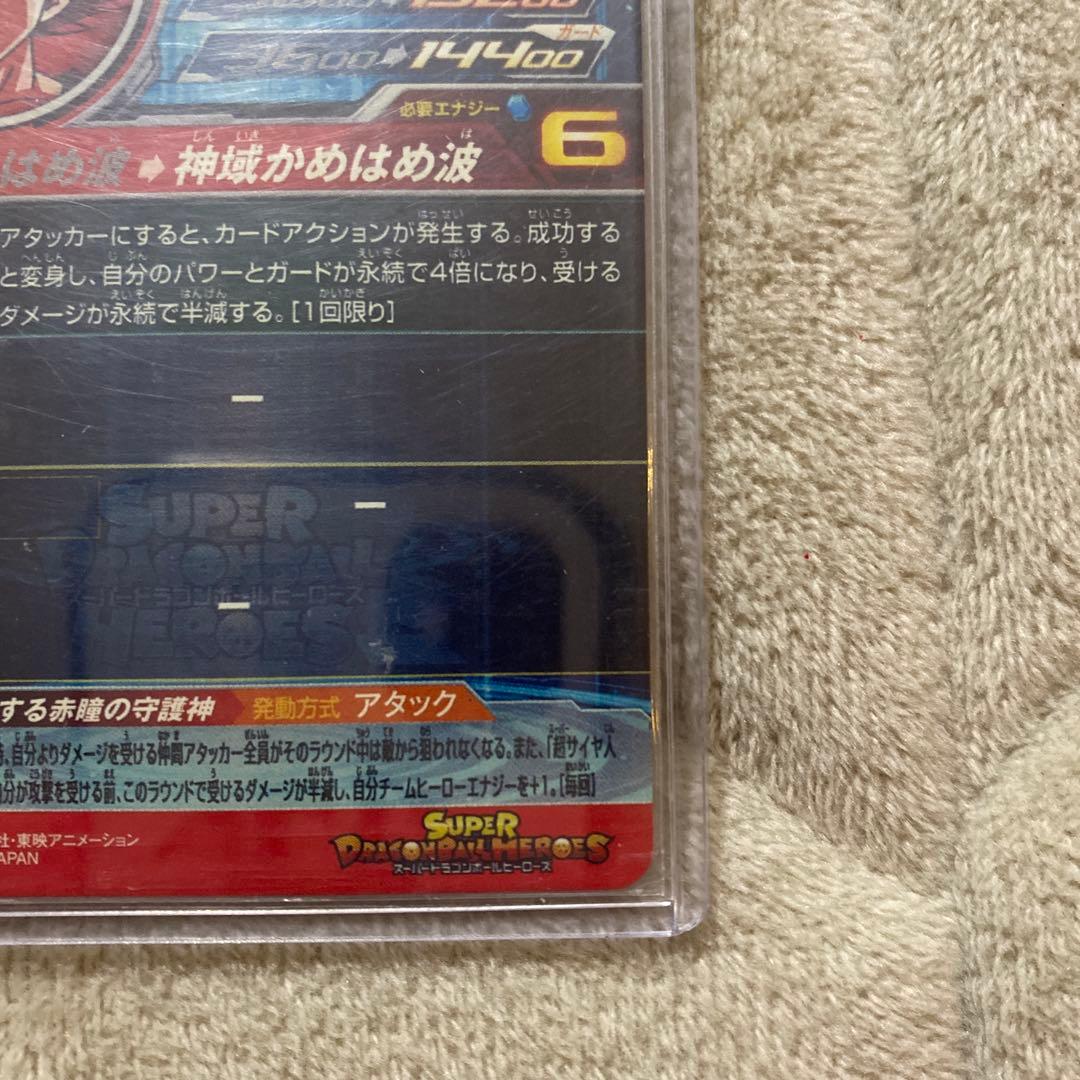 13200
ガード
3600➡14400
必要エナジー 6
はめ波➡神域かめはめ波
アタッカーにすると、カードアクションが発生する。成功する
と変身し、自分のパワーとガードが永続で4倍になり、受ける
ダメージが永続で半減する。[1回限り]
ー
ー
ー
SUPER
DRAGONBALL
スーパードラゴンボールヒーローズ
HEROES
する赤瞳の守護神 発動方式 アタック
、自分よりダメージを受ける仲間アタッカー全員がそのラウンド中は敵から狙われなくなる。また、「超サイヤ人
分が攻撃を受ける前、このラウンドで受けるダメージが半減し、自分チームヒーローエナジーを+1。[毎回]
社・東映アニメーション
APAN
SUPER
DRAGONBALL HEROES
スーパードラゴンボールヒーローズ